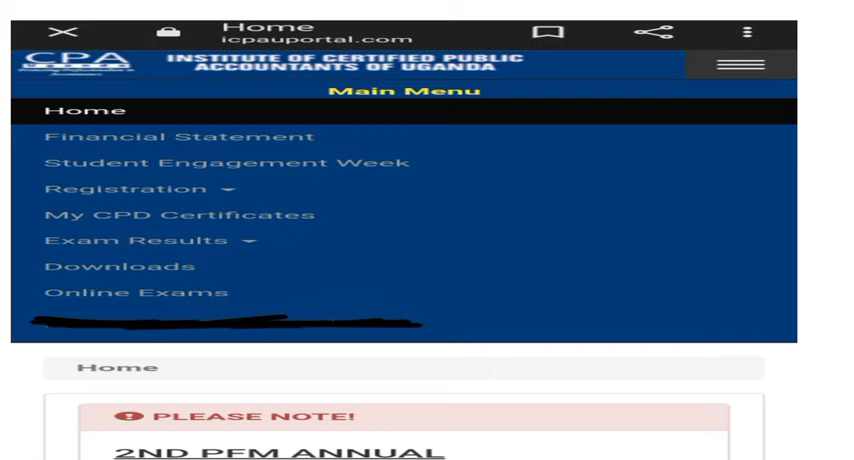 Home
icpauportal.com
CPA
INSTITUTE OF CERTIFIED PUBLIC
ACCOUNTANTS OF UGANDA
Main Menu
Home
Financial Statement
Student Engagement Week
Registration
My CPD Certificates
Exam Results
Downloads
Online Exams
Home
PLEASE NOTE!
2ND PFM ANNUAL